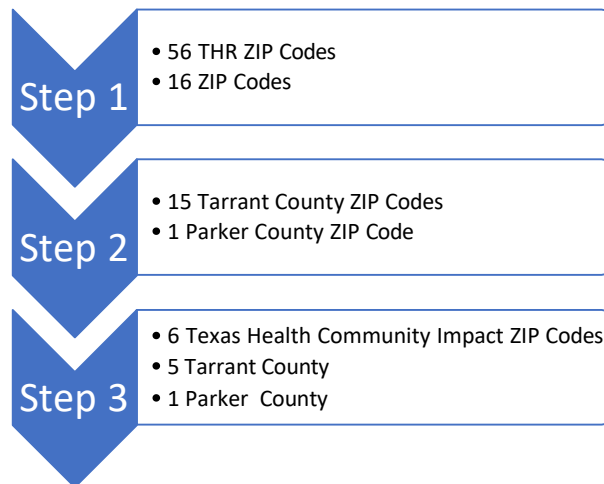 Step 1
• 56 THR ZIP Codes
• 16 ZIP Codes
Step 2
• 15 Tarrant County ZIP Codes
• 1 Parker County ZIP Code
Step 3
• 6 Texas Health Community Impact ZIP Codes
• 5 Tarrant County
• 1 Parker  County